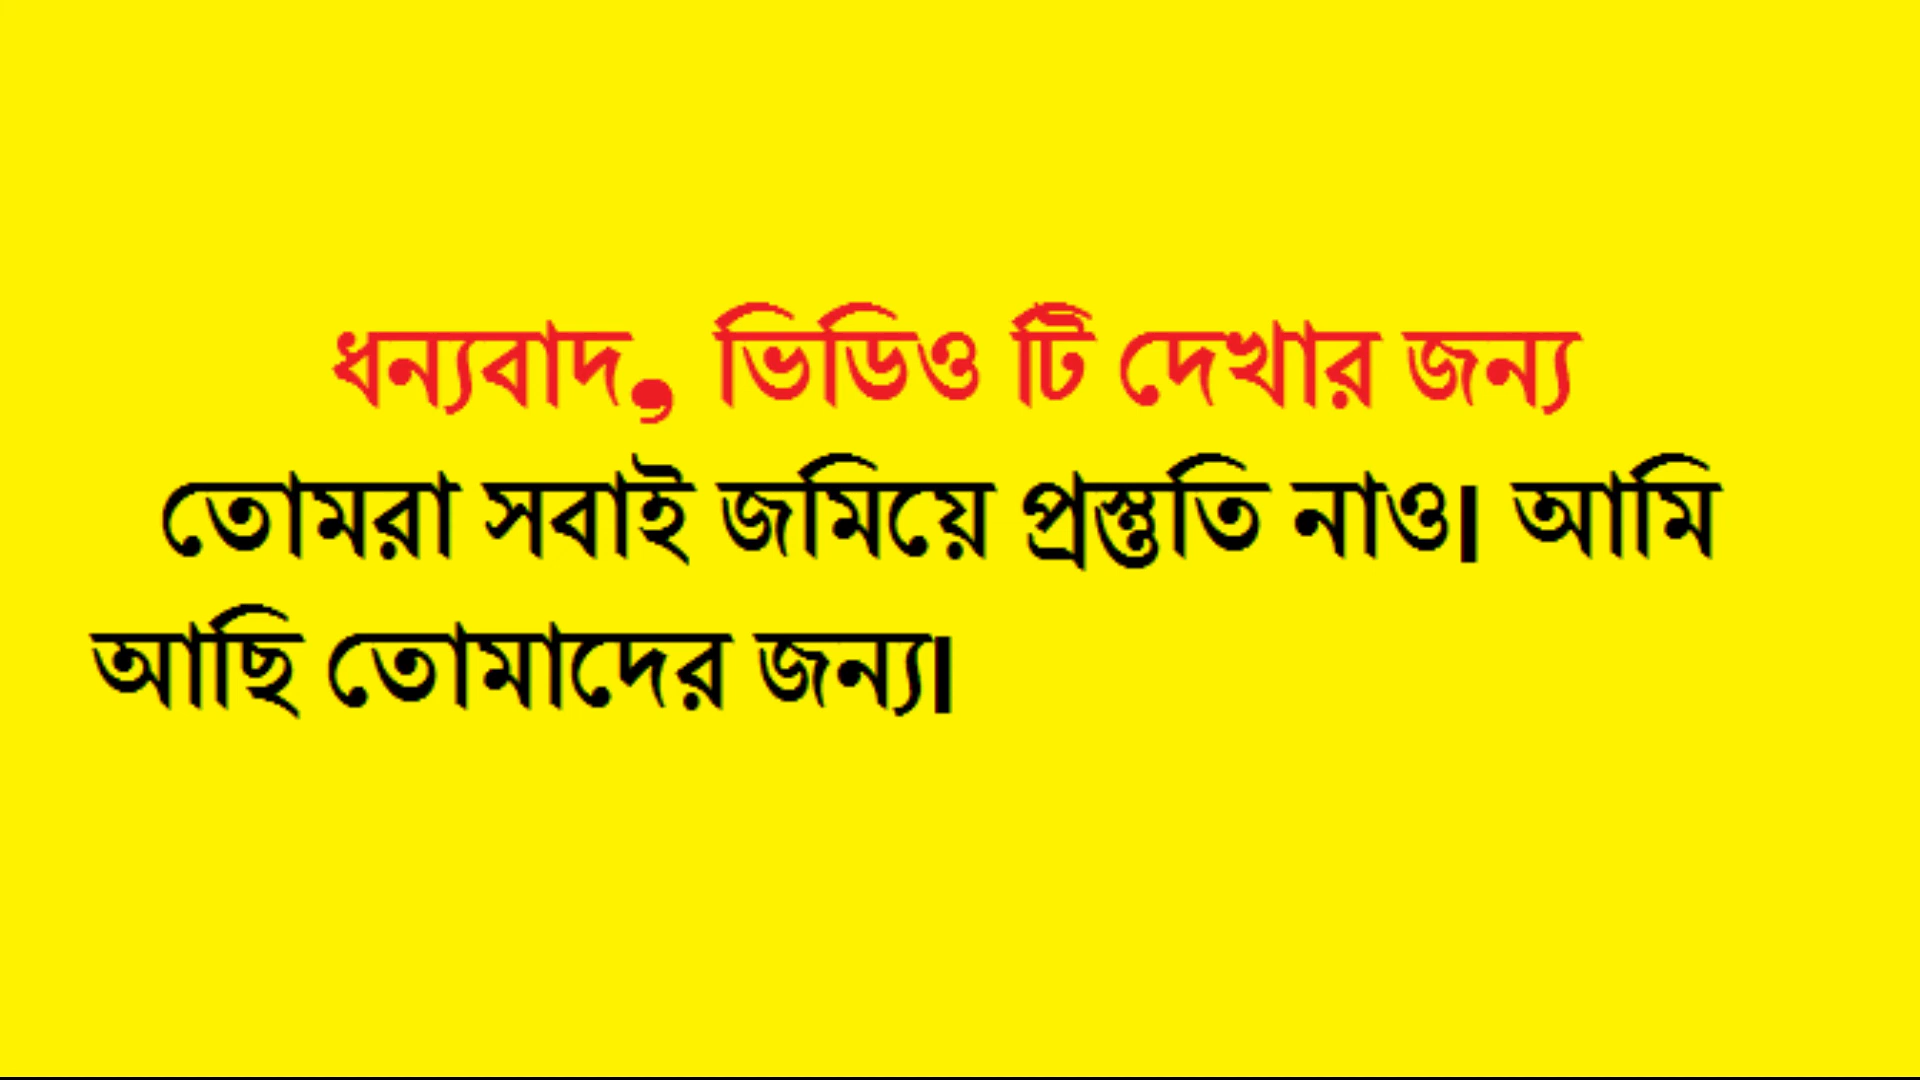 ধন্যবাদ, ভিডিও টি দেখার জন্য
তোমরা সবাই জমিয়ে প্রস্তুতি নাও। আমি
আছি তোমাদের জন্য।